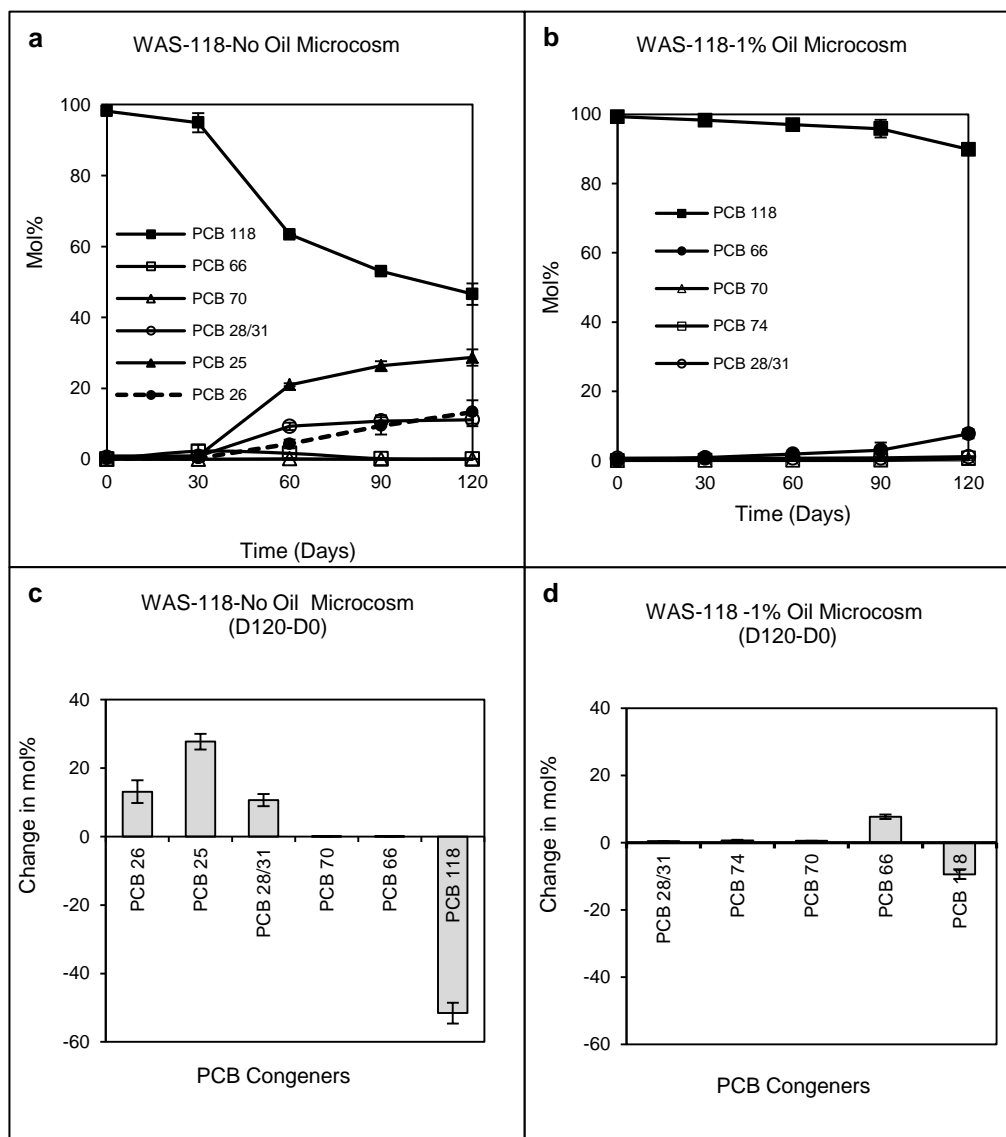 a
WAS-118-No Oil Microcosm
Mol%
100
80
60
40
20
0
PCB 118
PCB 66
PCB 70
PCB 28/31
PCB 25
PCB 26
0 30 60 90 120
Time (Days)
b
WAS-118-1% Oil Microcosm
Mol%
100
80
60
40
20
0
PCB 118
PCB 66
PCB 70
PCB 74
PCB 28/31
0 30 60 90 120
Time (Days)
c
WAS-118-No Oil Microcosm
(D120-D0)
Change in mol%
40
20
0
-20
-40
-60
PCB 26
PCB 25
PCB 28/31
PCB 70
PCB 66
PCB 118
PCB Congeners
d
WAS-118 -1% Oil Microcosm
(D120-D0)
Change in mol%
40
20
0
-20
-40
-60
PCB 28/31
PCB 74
PCB 70
PCB 66
PCB 118
PCB Congeners